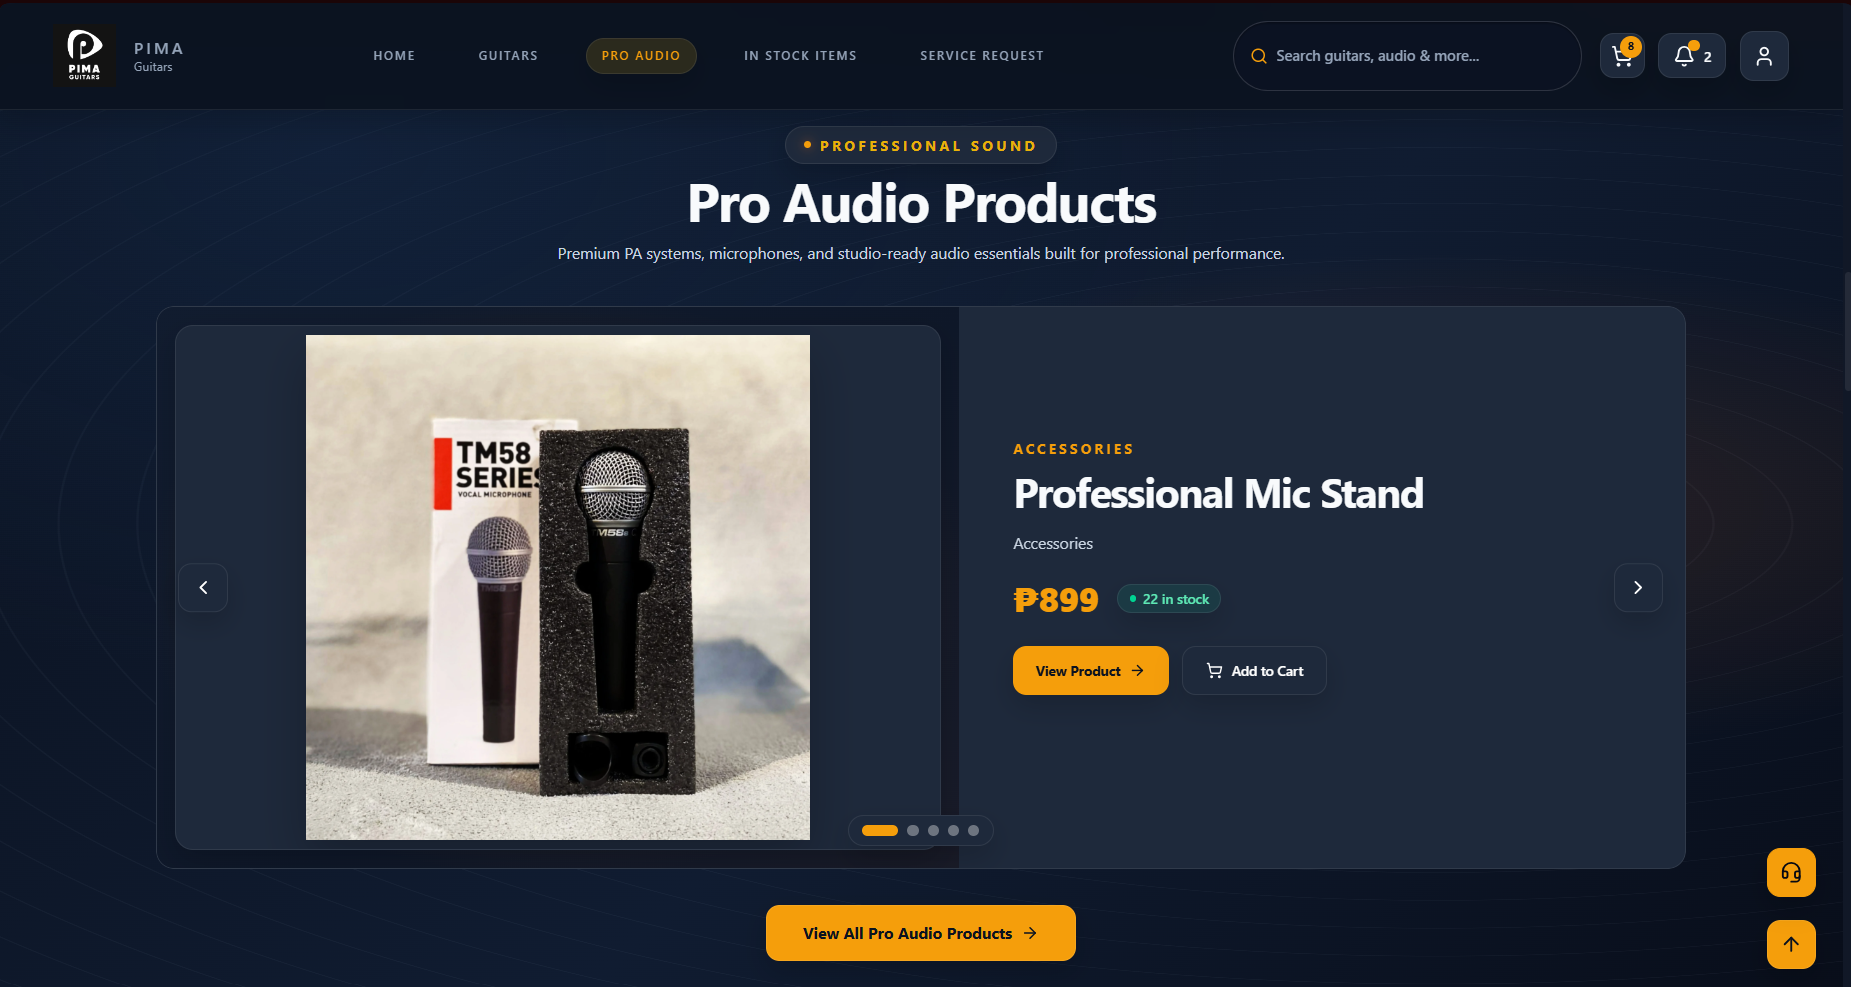 PIMA
GUITARS
PIMA
Guitars
HOME
GUITARS
PRO AUDIO
IN STOCK ITEMS
SERVICE REQUEST
Search guitars, audio & more...
8
2
PROFESSIONAL SOUND
Pro Audio Products
Premium PA systems, microphones, and studio-ready audio essentials built for professional performance.
TM58
SERIES
VOCAL MICROPHONE
TM58
ACCESSORIES
Professional Mic Stand
Accessories
₱899
22 in stock
View Product
Add to Cart
View All Pro Audio Products